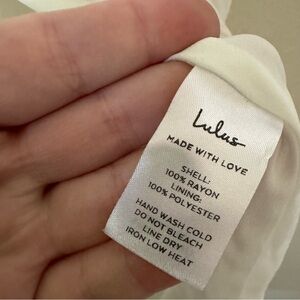 Lulus
MADE WITH LOVE
SHELL:
100% RAYON
LINING:
100% POLYESTER
HAND WASH COLD
DO NOT BLEACH
LINE DRY
IRON LOW HEAT